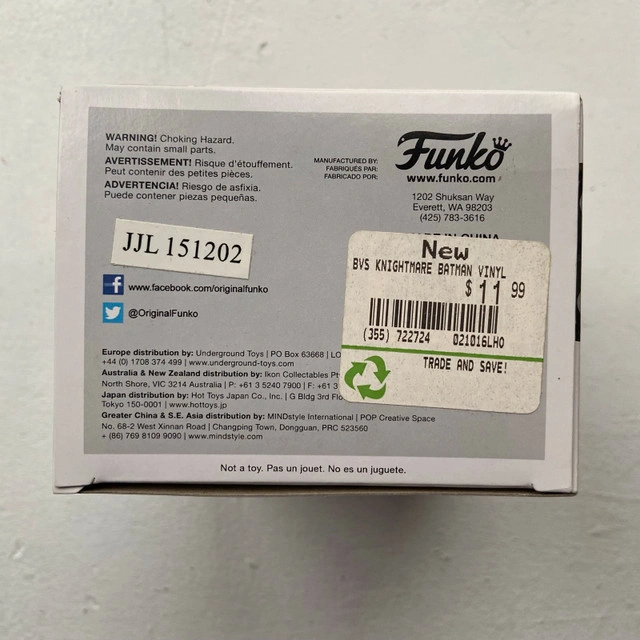 WARNING! Choking Hazard.
May contain small parts.
AVERTISSEMENT! Risque d'étouffement.
Peut contenir des petites pièces.
ADVERTENCIA! Riesgo de asfixia.
Puede contener piezas pequeñas.
MANUFACTURED BY:
FABRIQUÉS PAR:
FABRICADO POR:
Funko
www.funko.com
1202 Shuksan Way
Everett, WA 98203
(425) 783-3616
MADE IN CHINA
JJL 151202
www.facebook.com/originalfunko
@OriginalFunko
New
BVS KNIGHTMARE BATMAN VINYL
$ 11 99
(355) 722724 021016LHO
TRADE AND SAVE!
Europe distribution by: Underground Toys | PO Box 63668 |
+44 (0) 1708 374 499 | www.underground-toys.com
Australia & New Zealand distribution by: Ikon Collectables
North Shore, VIC 3214 Australia | P: +61 3 5240 7900 | F: +61 3
Japan distribution by: Hot Toys Japan Co., Inc. | G Bldg 3rd
Tokyo 150-0001 | www.hottoys.jp
Greater China & S.E. Asia distribution by: MINDstyle International | POP Creative Space
No. 68-2 West Xinnan Road | Changping Town, Dongguan, PRC 523560
+ (86) 769 8109 9090 | www.mindstyle.com
Not a toy. Pas un jouet. No es un juguete.